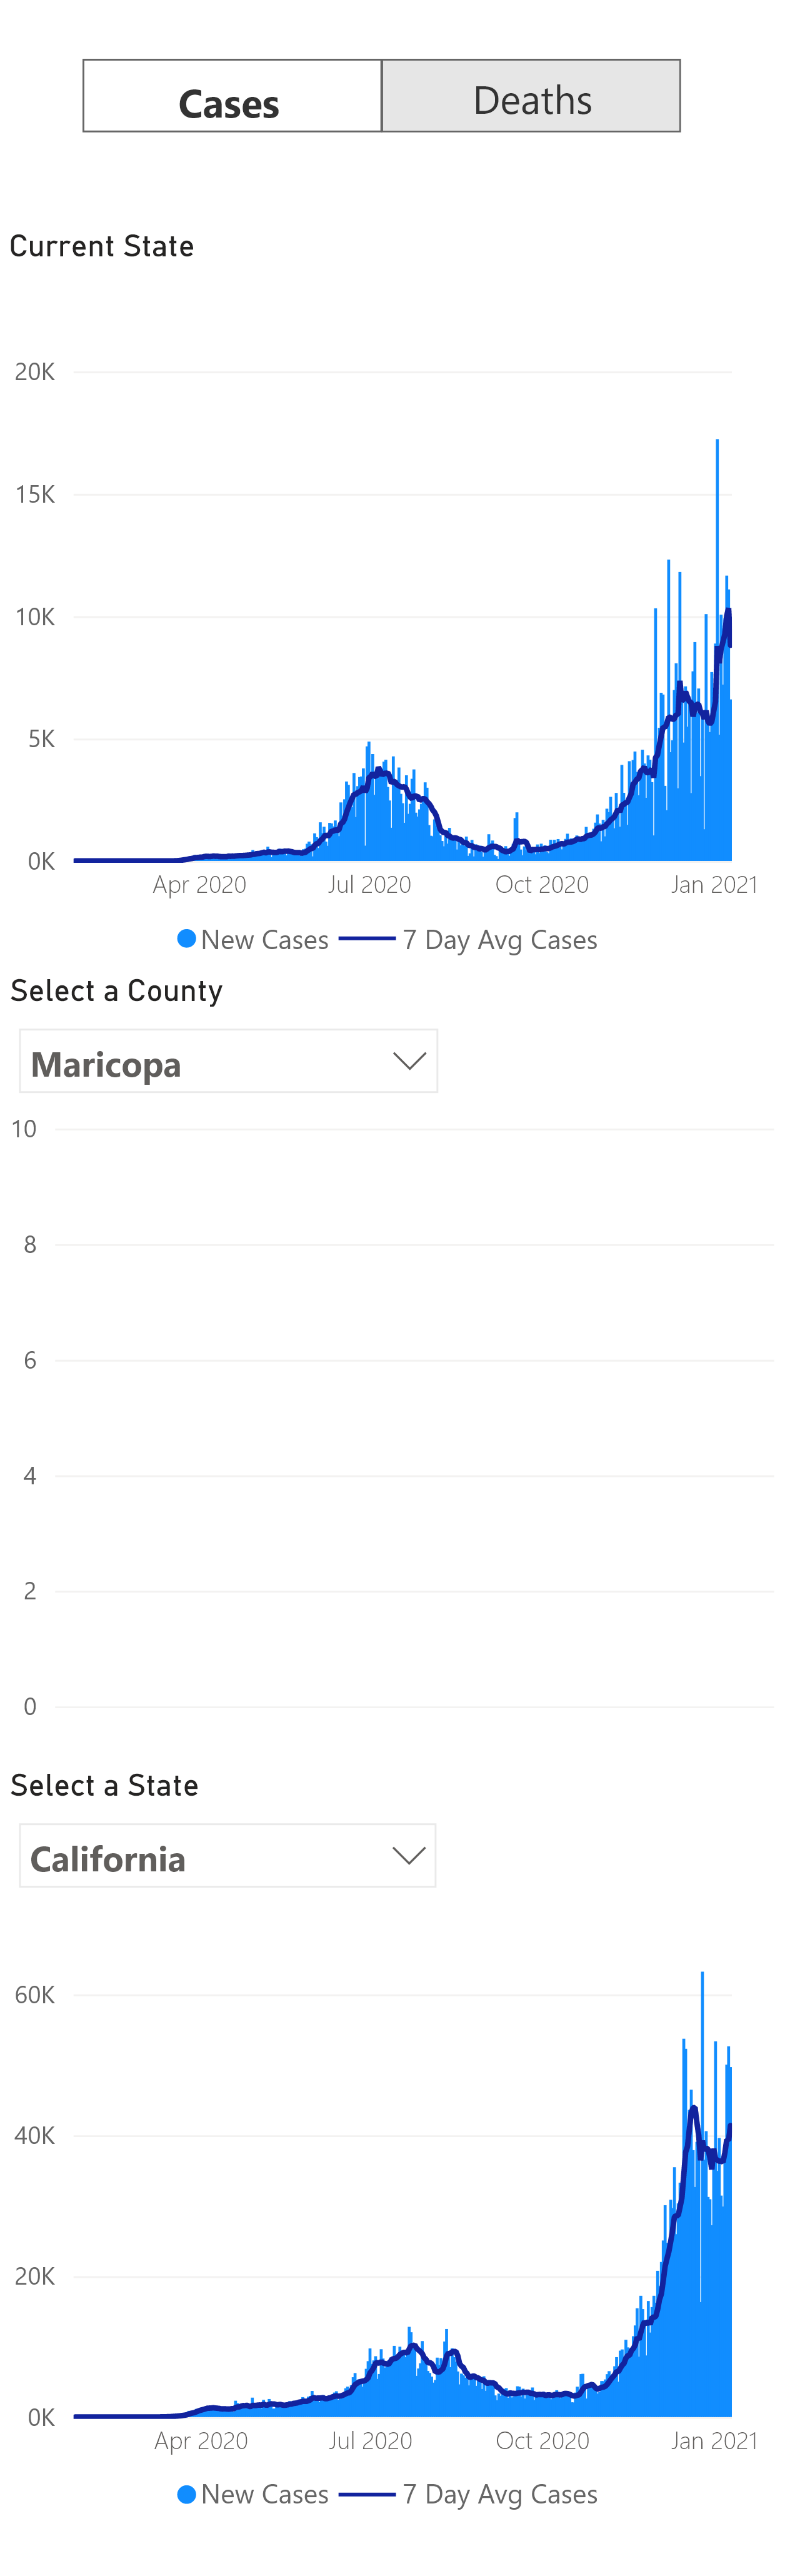 Cases Deaths
Current State
20K
15K
10K
5K
0K
Apr 2020 Jul 2020 Oct 2020 Jan 2021
New Cases 7 Day Avg Cases
Select a County
Maricopa
10
8
6
4
2
0
Select a State
California
60K
40K
20K
0K
Apr 2020 Jul 2020 Oct 2020 Jan 2021
New Cases 7 Day Avg Cases